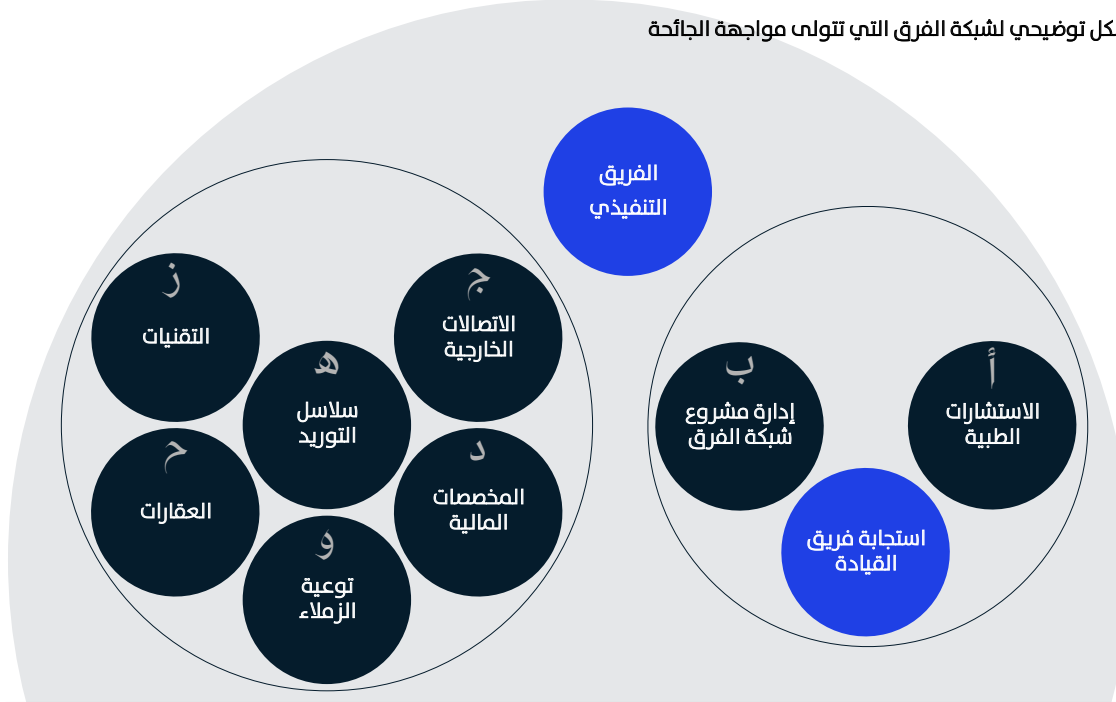 كل توضيحي لشبكة الفرق التي تتولى مواجهة الجائحة
الفريق
التنفيذي
أ
الاستشارات
الطبية
ب
إدارة مشروع
شبكة الفرق
استجابة فريق
القيادة
ج
الاتصالات
الخارجية
د
المخصصات
المالية
ه
سلاسل
التوريد
و
توعية
الزملاء
ز
التقنيات
ح
العقارات